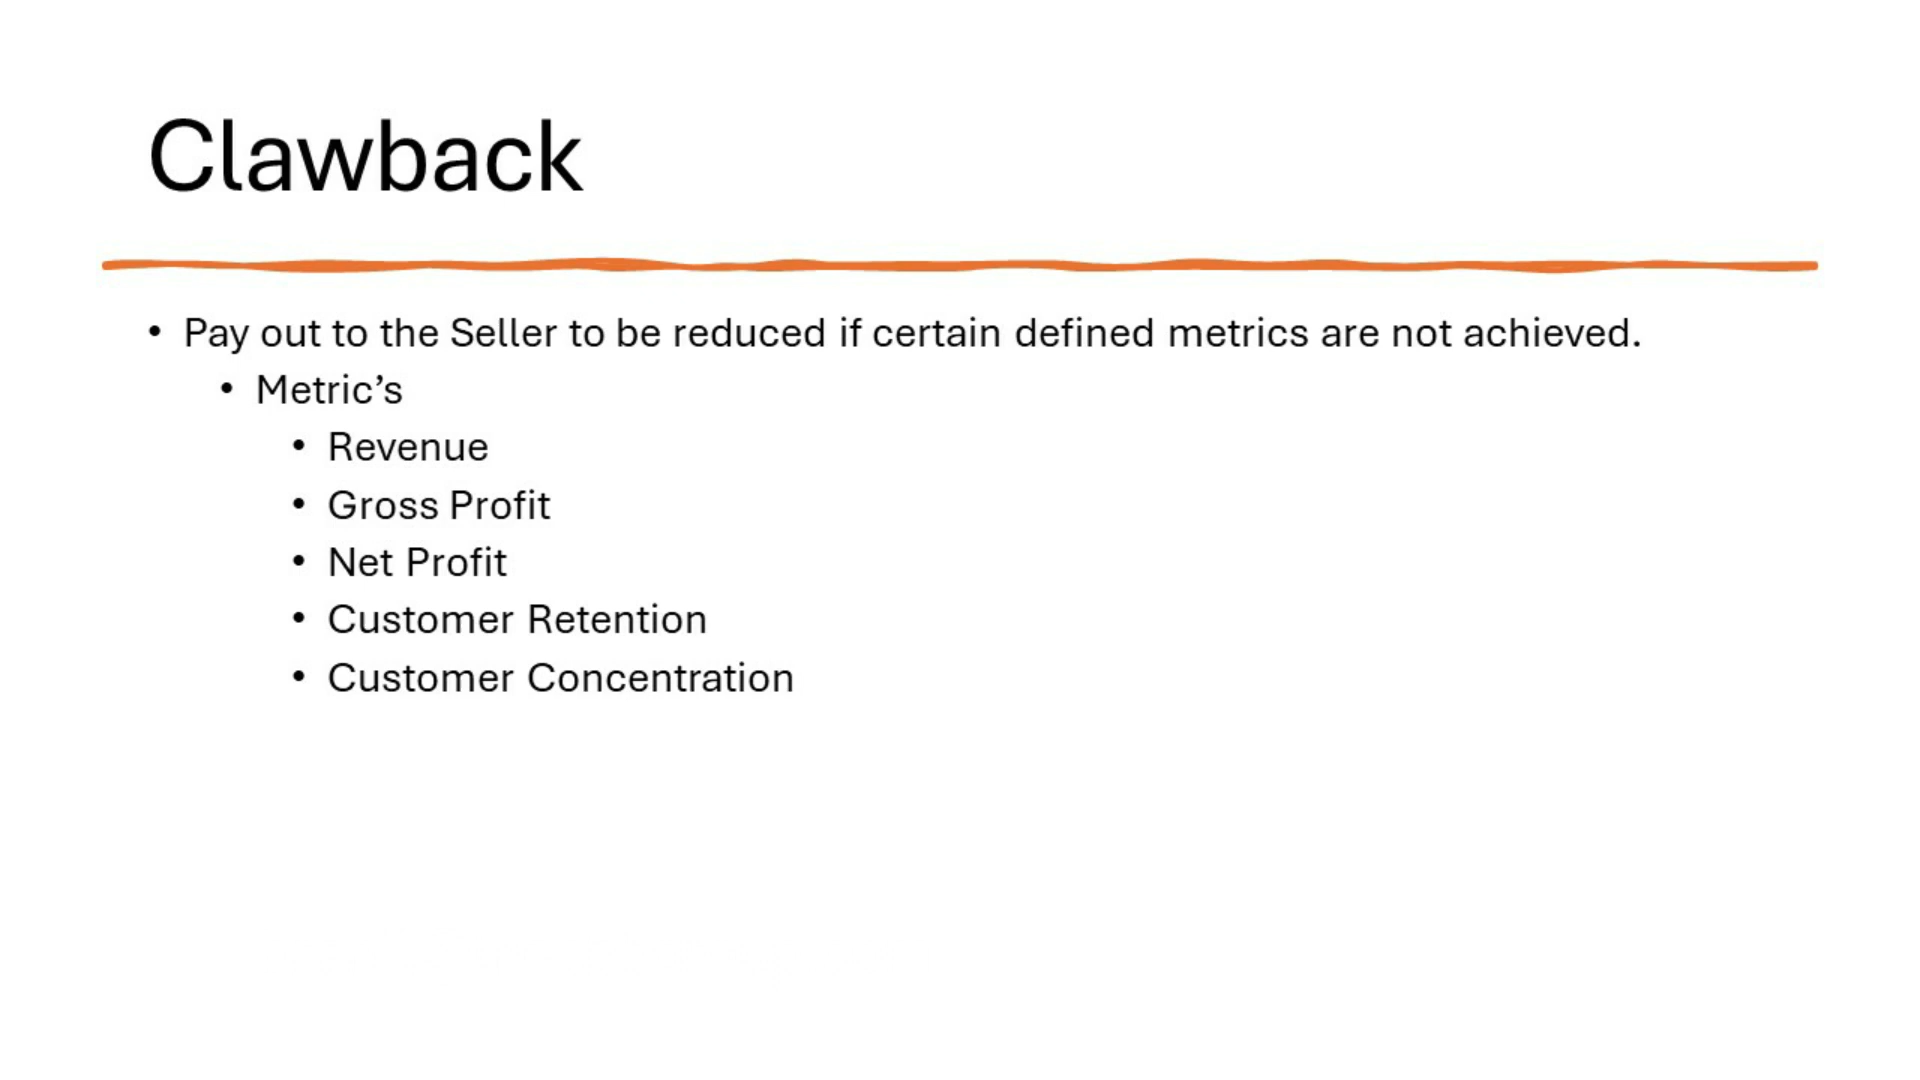 Clawback
• Pay out to the Seller to be reduced if certain defined metrics are not achieved.
• Metric’s
• Revenue
• Gross Profit
• Net Profit
• Customer Retention
• Customer Concentration